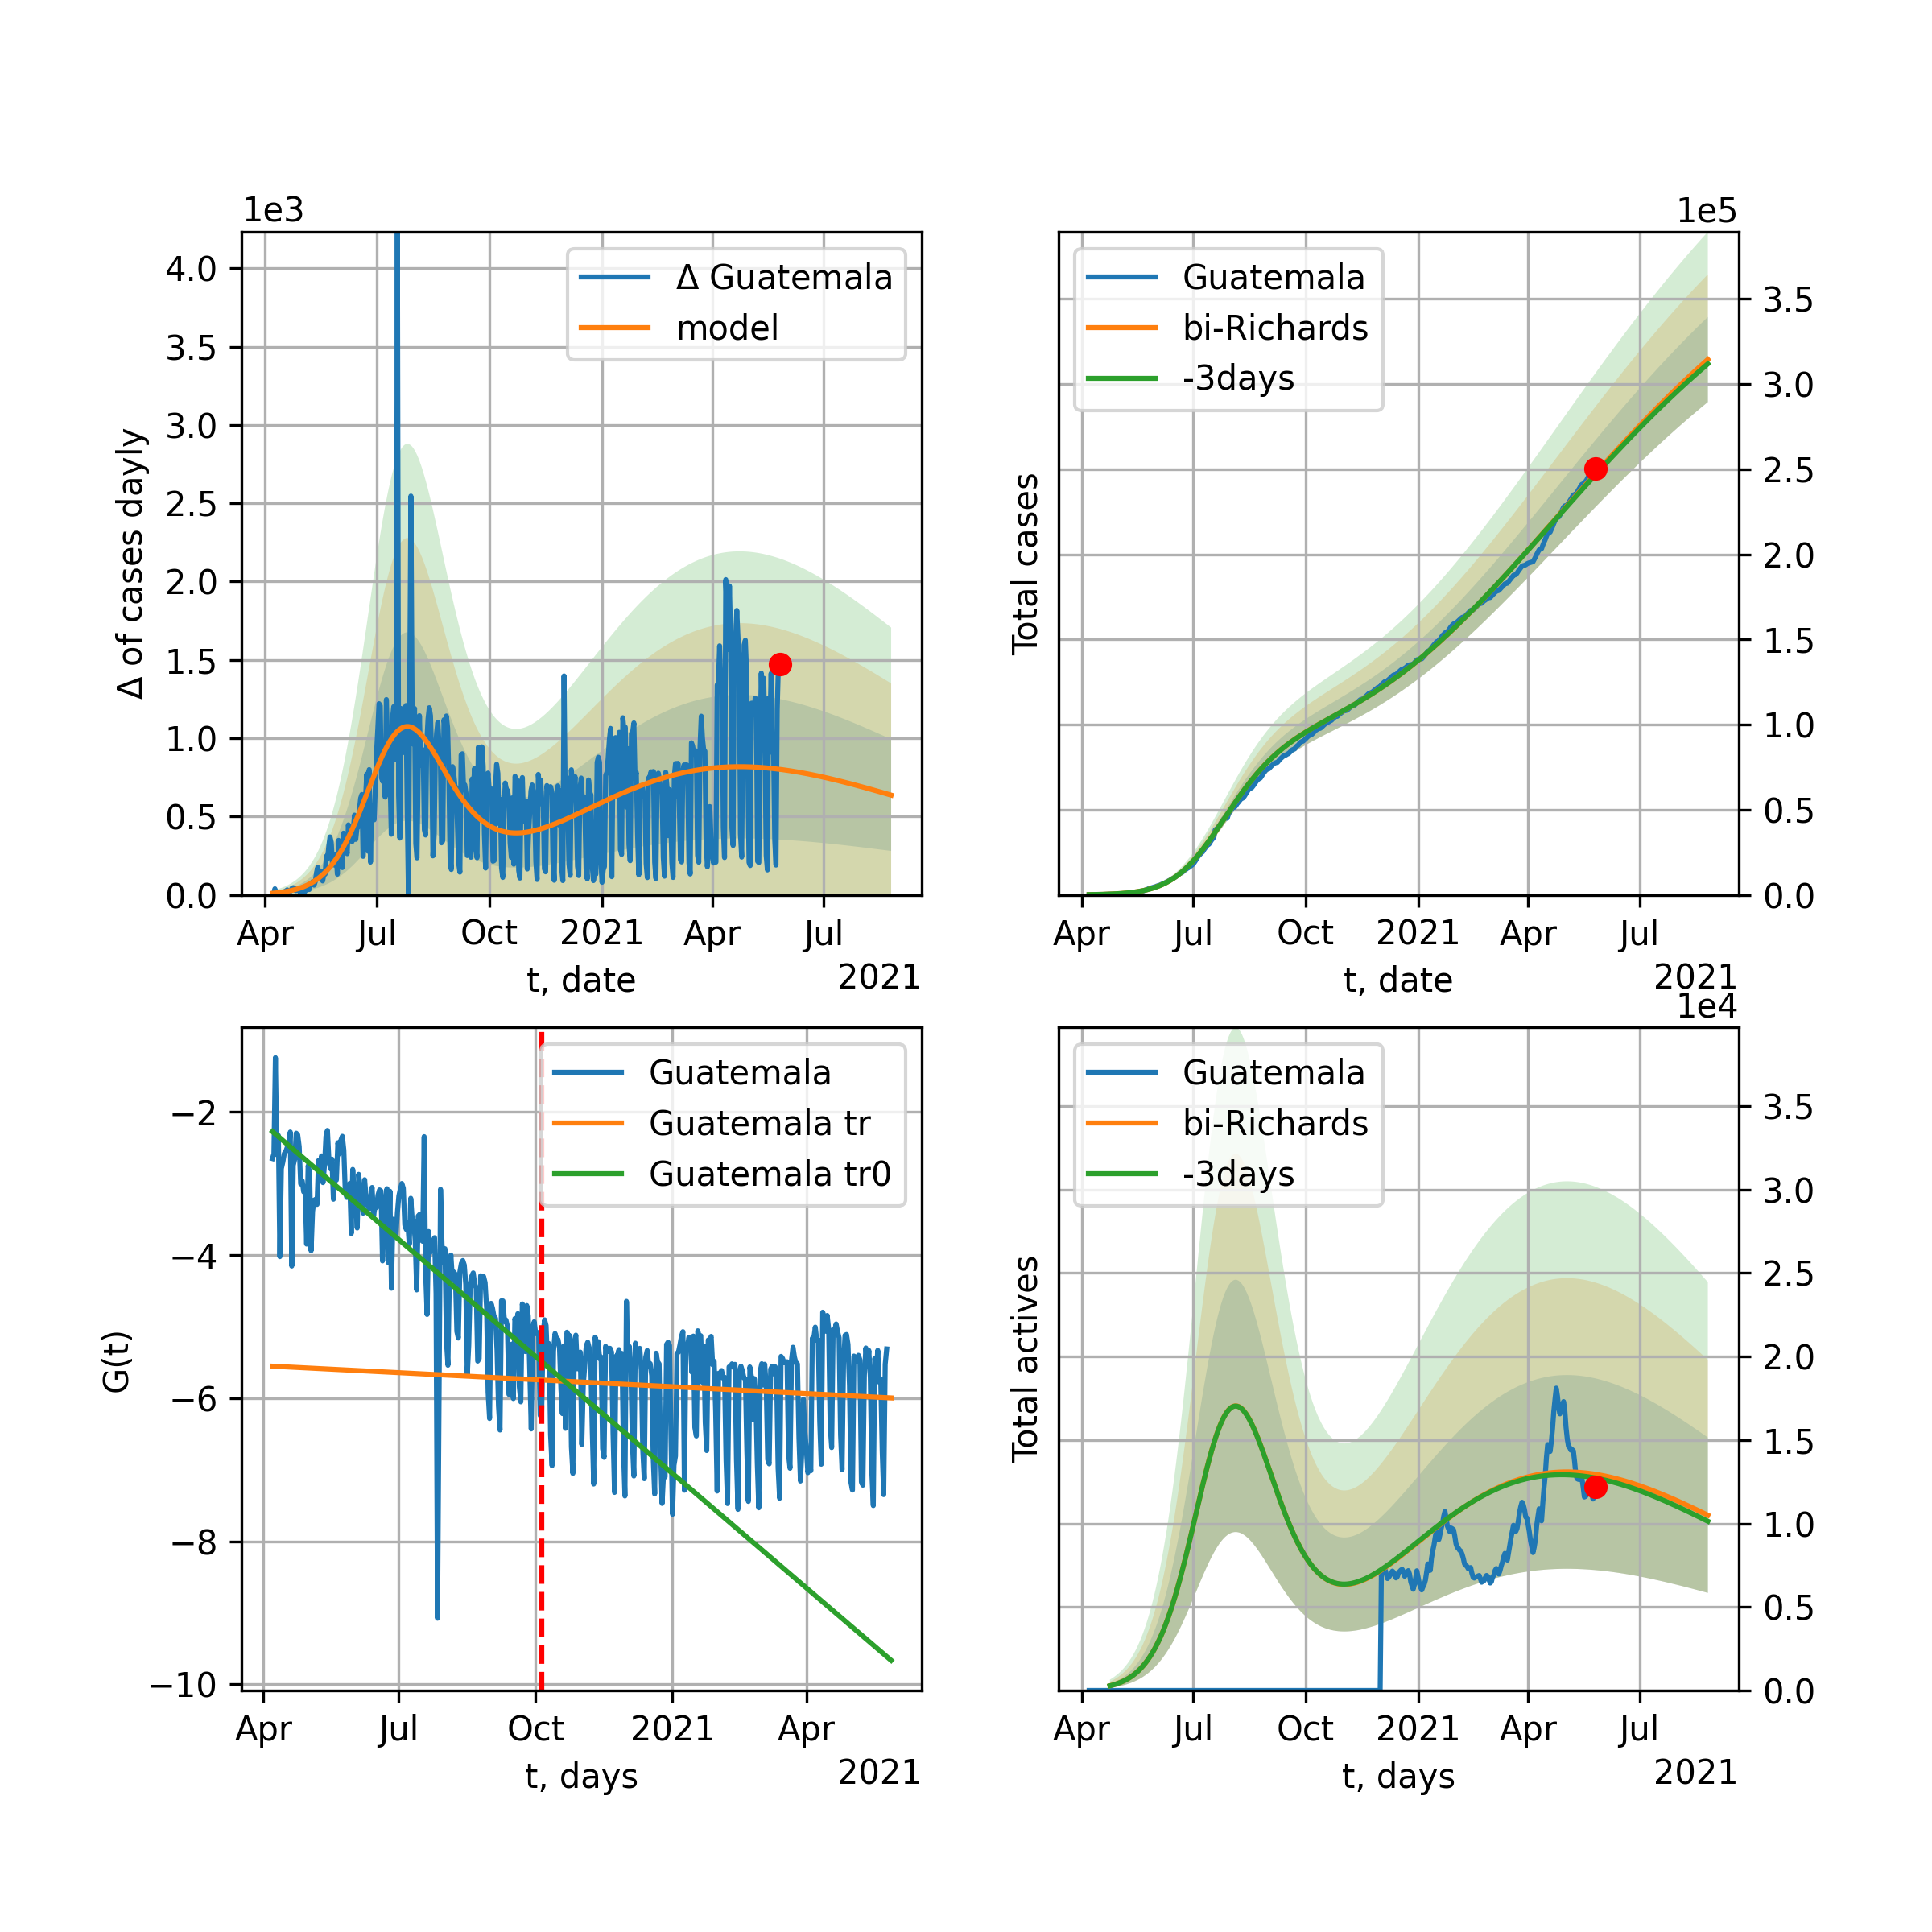 1e3
4.0
3.5
3.0
2.5
2.0
1.5
1.0
0.5
0.0
Δ of cases dayly
Δ Guatemala
model
Apr Jul Oct 2021 Apr Jul
t, date
2021
1e5
Total cases
Guatemala
bi-Richards
-3days
3.5
3.0
2.5
2.0
1.5
1.0
0.5
0.0
Apr Jul Oct 2021 Apr Jul
t, date
2021
G(t)
−2
−4
−6
−8
−10
Guatemala
Guatemala tr
Guatemala tr0
Apr Jul Oct 2021 Apr
t, days
2021
1e4
Total actives
Guatemala
bi-Richards
-3days
3.5
3.0
2.5
2.0
1.5
1.0
0.5
0.0
Apr Jul Oct 2021 Apr Jul
t, days
2021